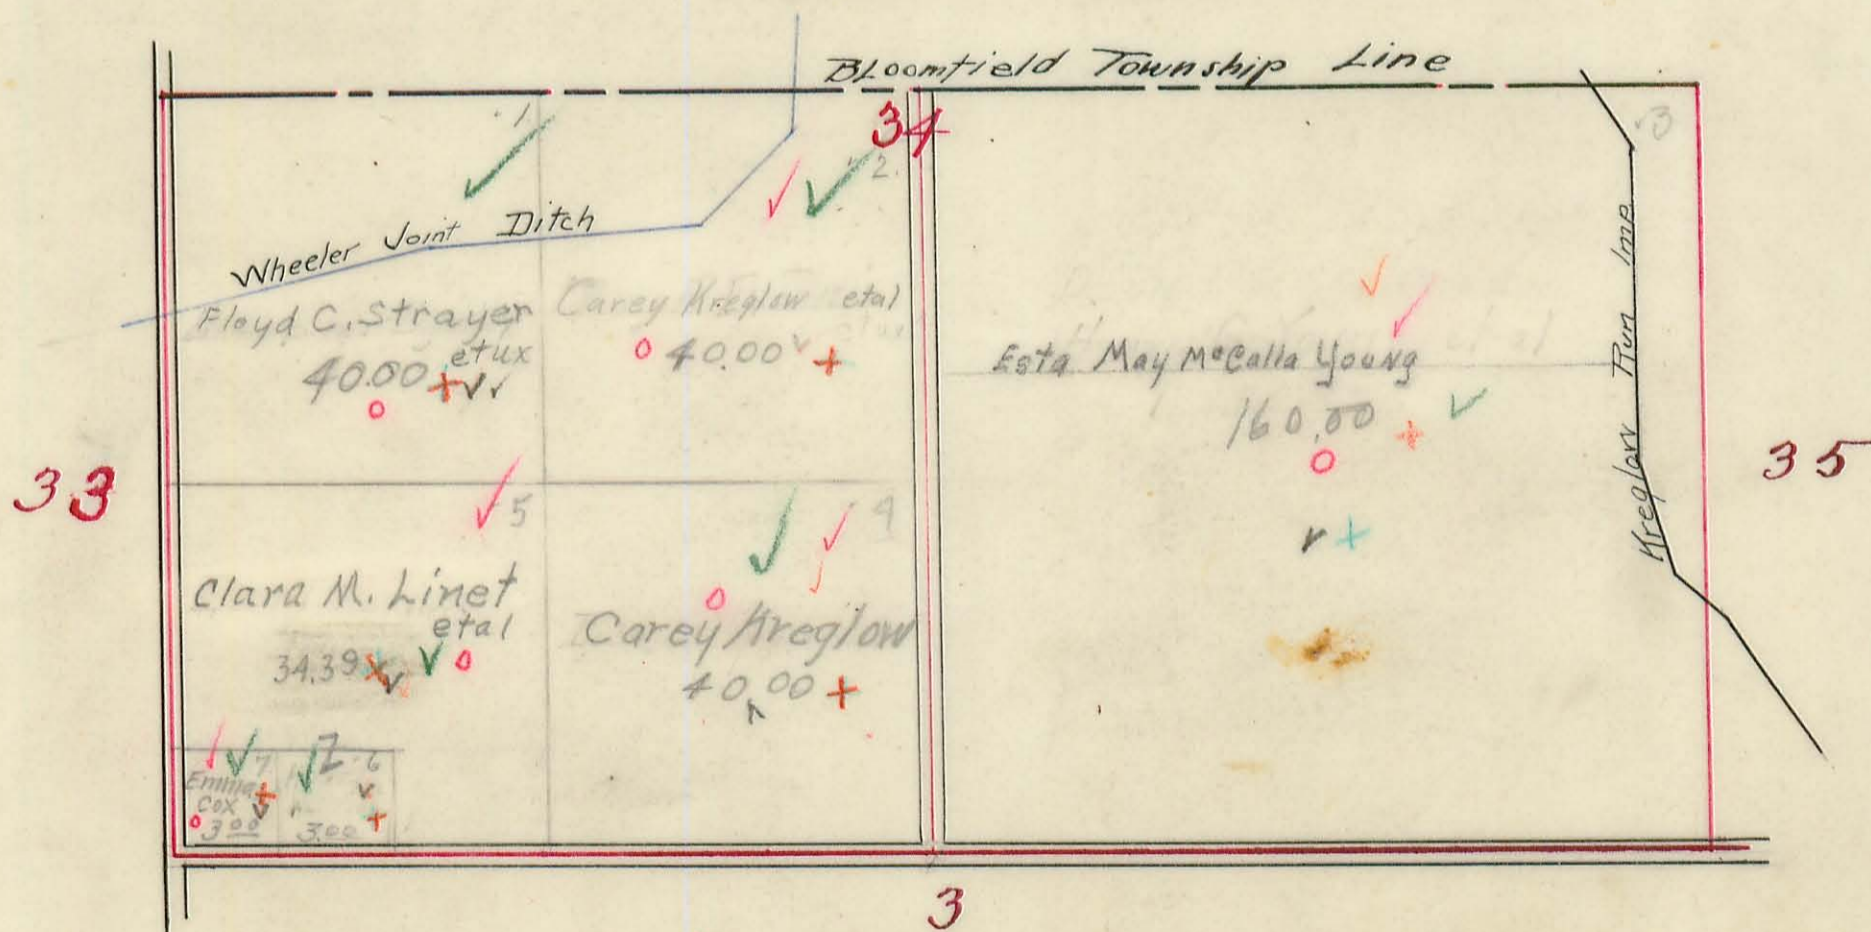 Bloomfield Township Line
34
.1.
2.
3
Wheeler Joint Ditch
Floyd C. Strayer
etux
40.00
Carey Kreglow etal
40.00
Esta May McCalla Young
160.00
Kreglow Run Imp.
33
35
5
4
Clara M. Linet
etal
34.39
Carey Kreglow
40.00
7
6
Emma
Cox
3.00
3.00
3